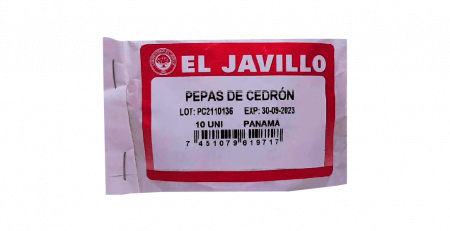 EL JAVILLO
PEPAS DE CEDRÓN
LOT: PC2110136 EXP: 30-09-2023
10 UNI PANAMA
7 451079 619717